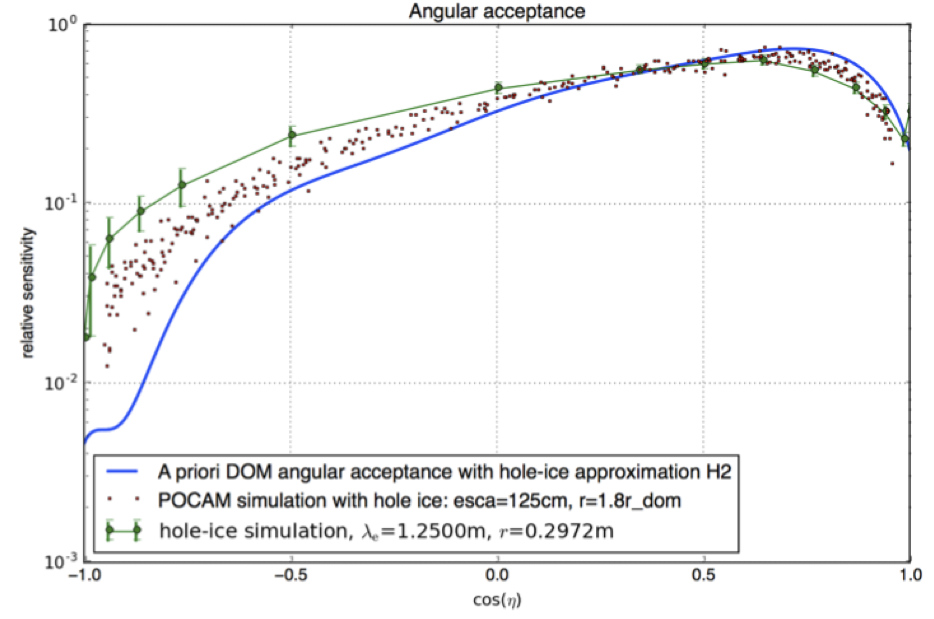 Angular acceptance
10⁰
10⁻¹
10⁻²
10⁻³
relative sensitivity
A priori DOM angular acceptance with hole-ice approximation H2
POCAM simulation with hole ice: esca=125cm, r=1.8r_dom
hole-ice simulation, λₑ=1.2500m, r=0.2972m
−1.0 −0.5 0.0 0.5 1.0
cos(η)